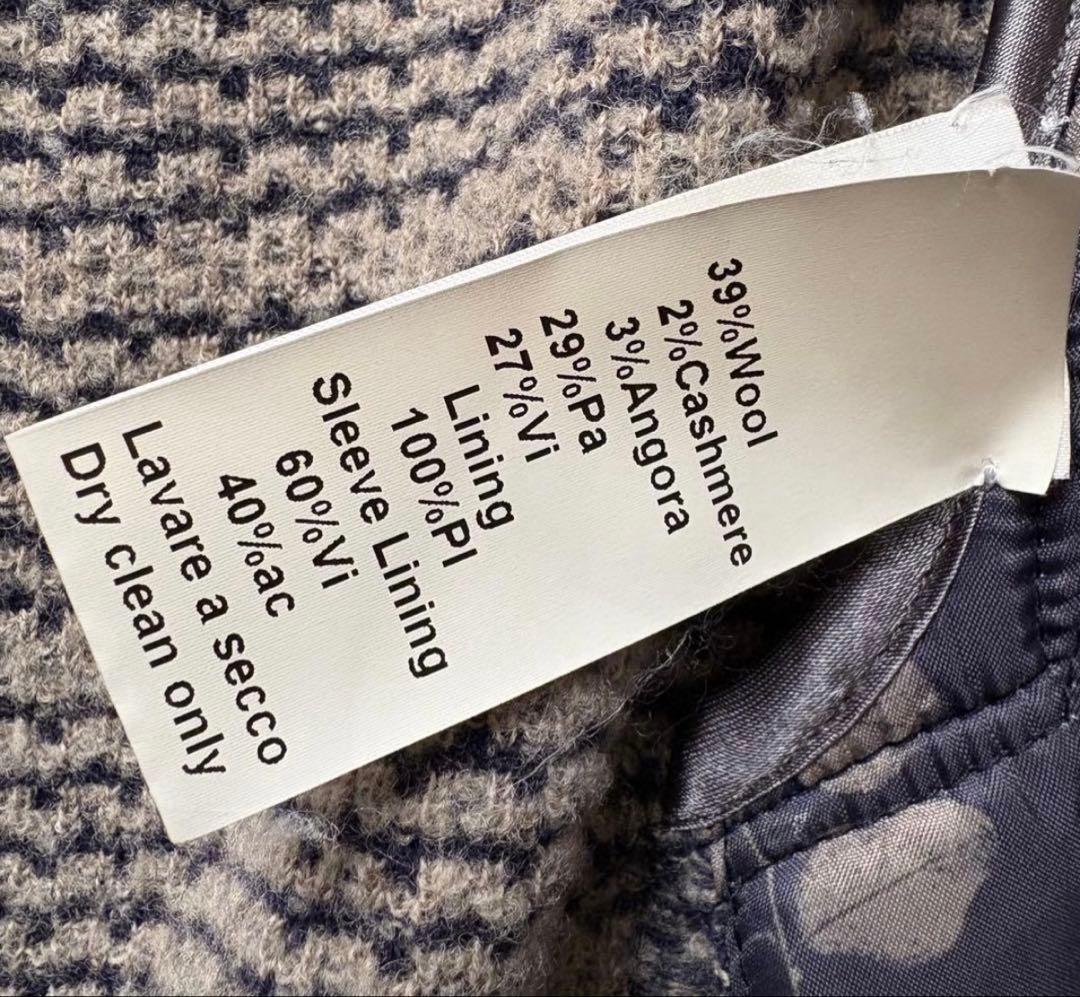 39%Wool
2%Cashmere
3%Angora
29%Pa
27%Vi
Lining
100%Pl
Sleeve Lining
60%Vi
40%ac
Lavare a secco
Dry clean only